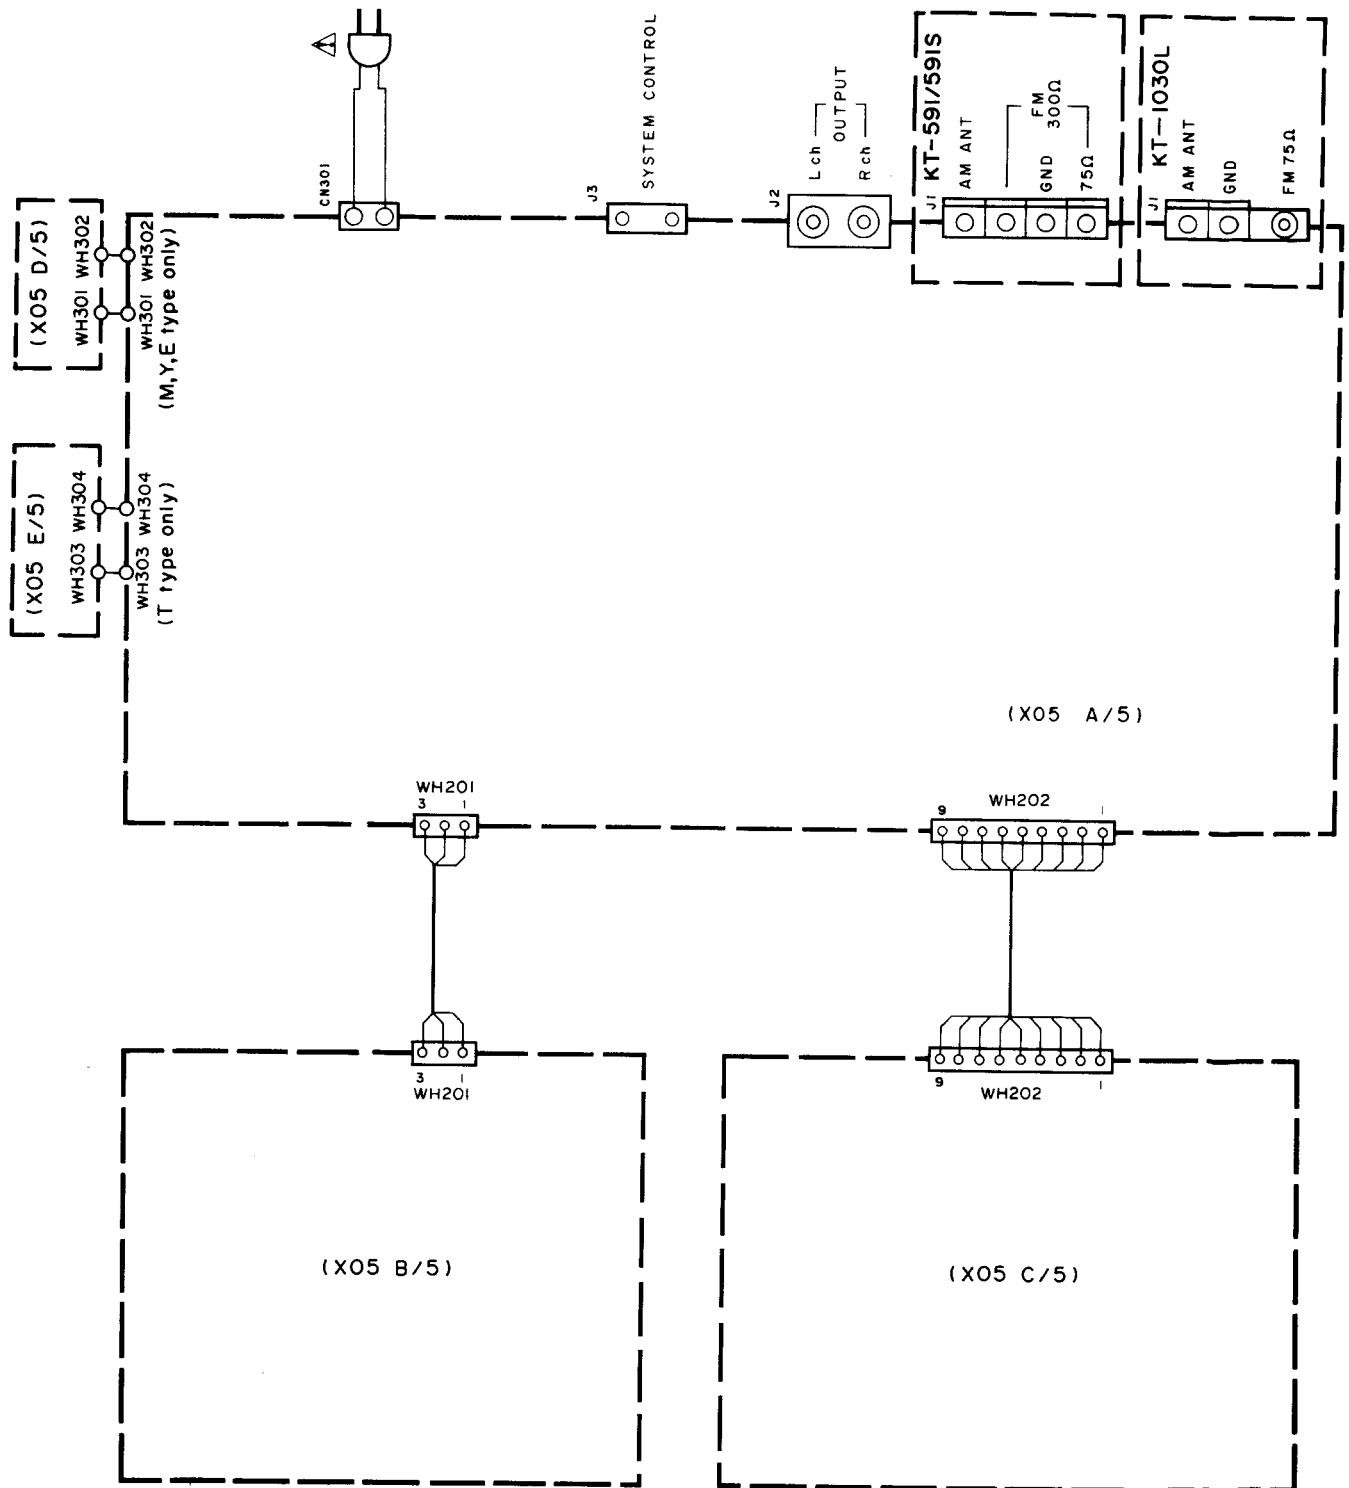 CN301
J3
SYSTEM CONTROL
J2
L ch
OUTPUT
R ch
KT-591/591S
J1
AM ANT
FM
300Ω
GND
75Ω
KT-1030L
J1
AM ANT
GND
FM 75Ω
(X05 D/5)
WH301 WH302
WH301 WH302
(M,Y,E type only)
(X05 E/5)
WH303 WH304
WH303 WH304
(T type only)
(X05 A/5)
WH201
3 1
WH202
9 1
3 1
WH201
9 1
WH202
(X05 B/5)
(X05 C/5)